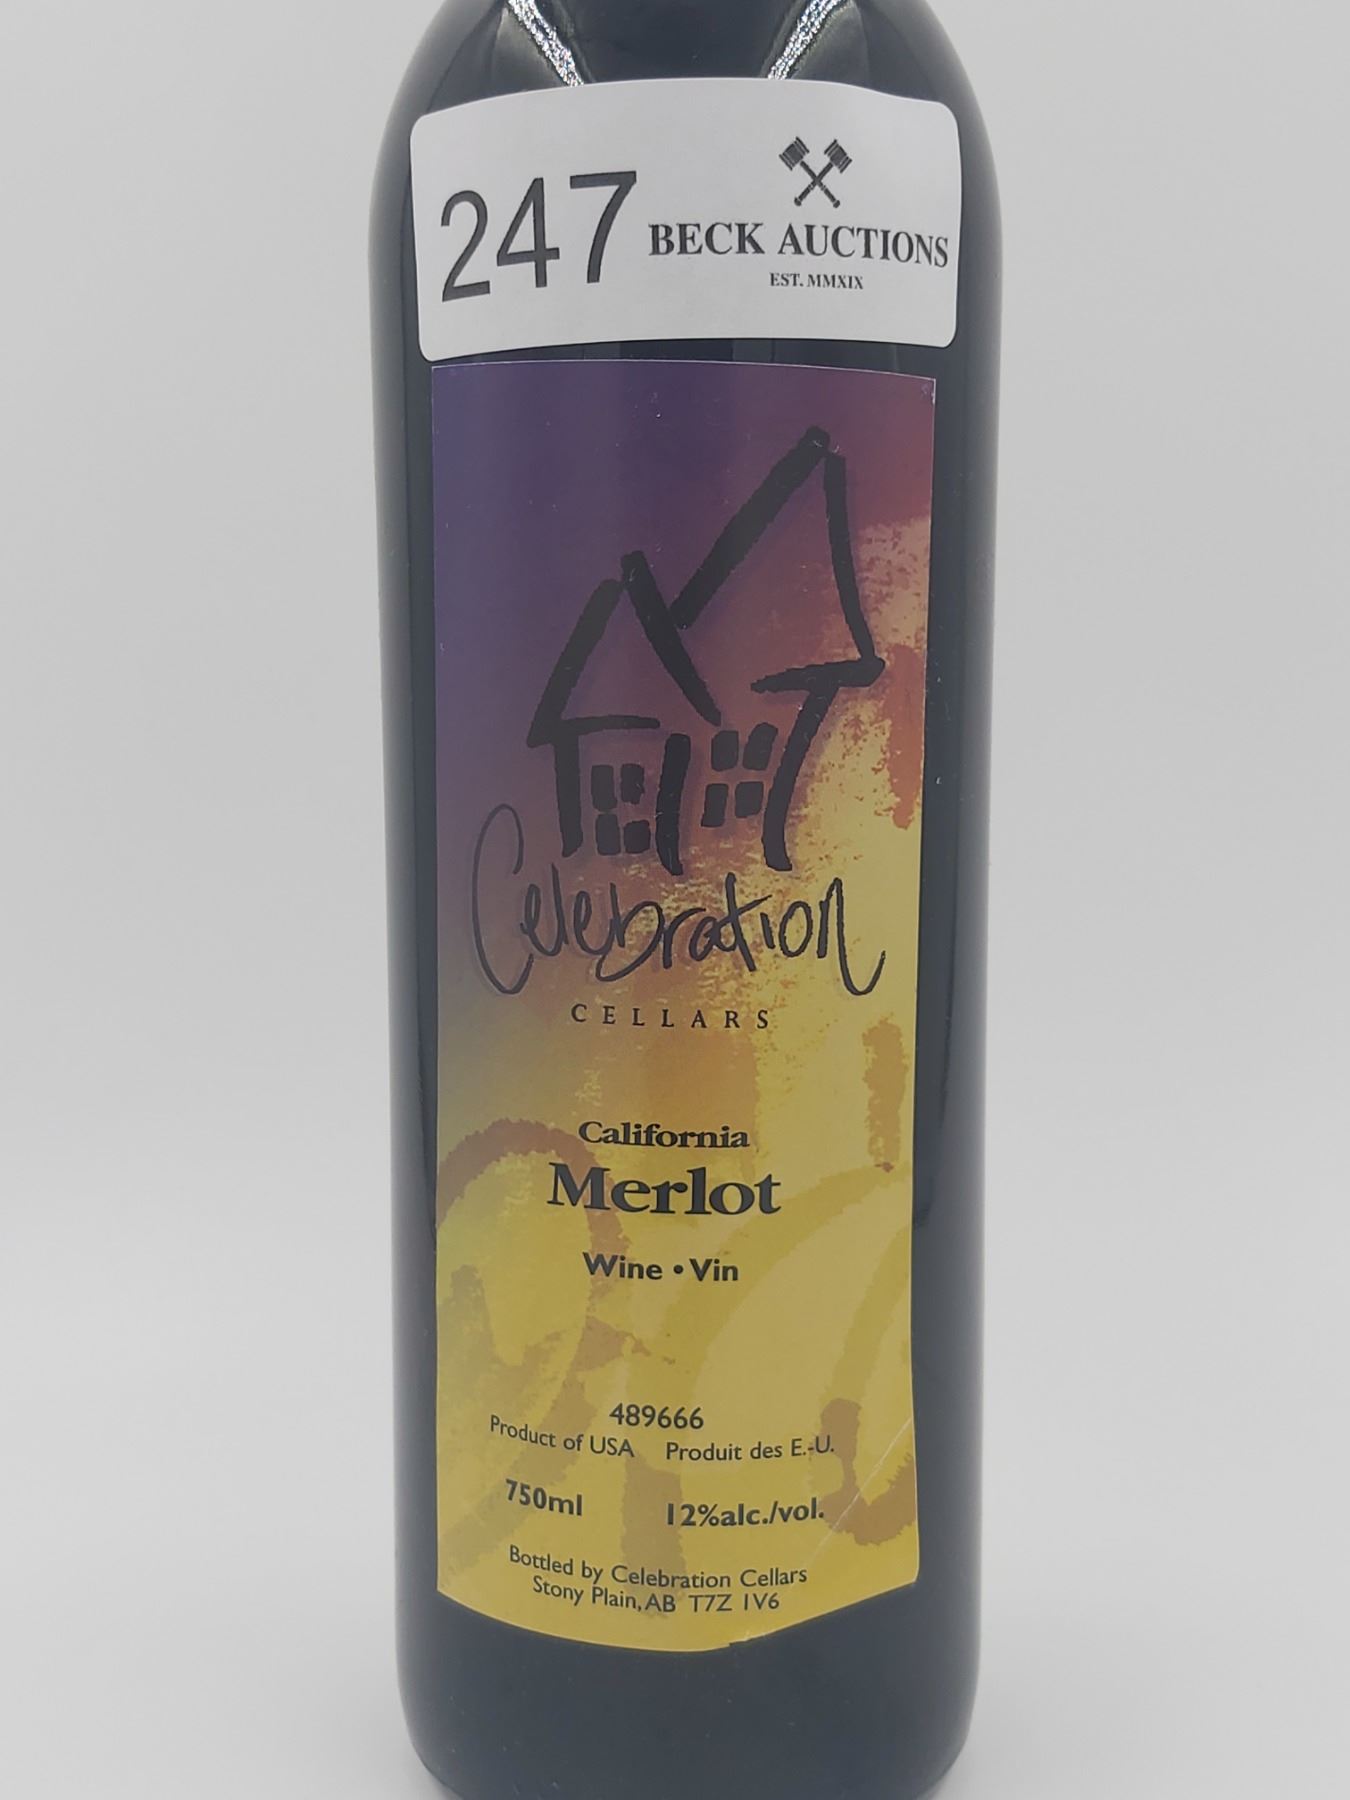 247
BECK AUCTIONS
EST. MMXIX
Celebration
CELLARS
California
Merlot
Wine • Vin
489666
Product of USA Produit des E.-U.
750ml 12%alc./vol.
Bottled by Celebration Cellars
Stony Plain, AB T7Z 1V6